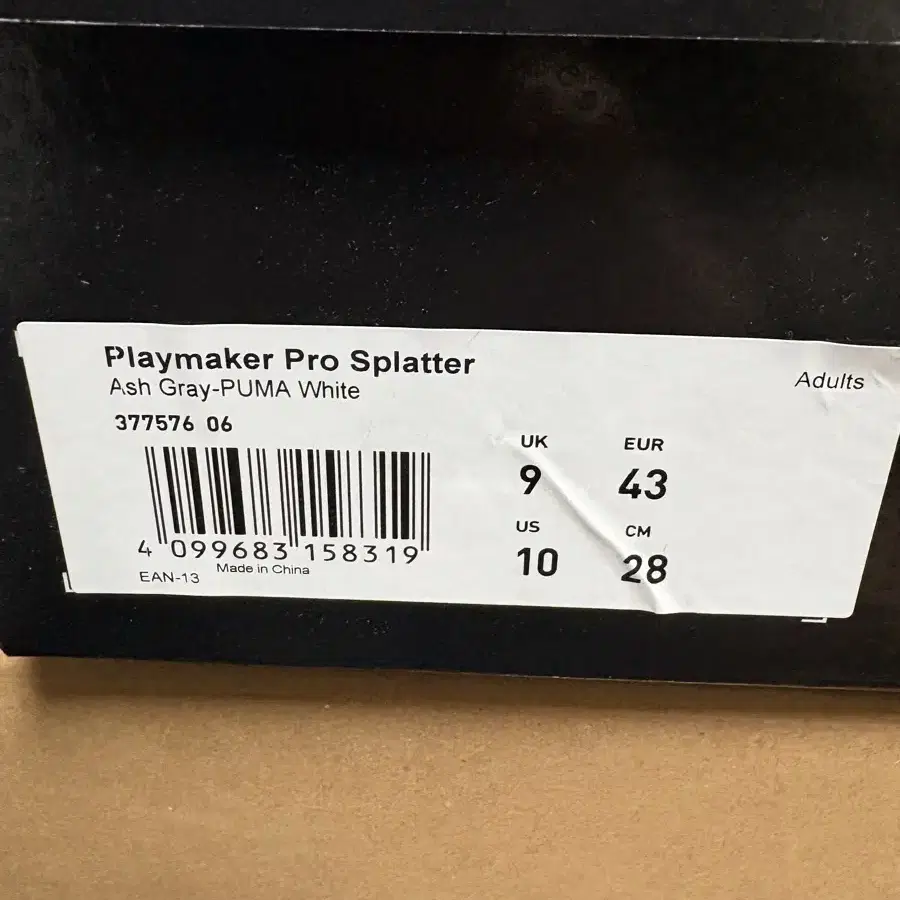 Playmaker Pro Splatter
Ash Gray-PUMA White
Adults
377576 06
UK EUR
9 43
US CM
10 28
4 099683 158319
EAN-13 Made in China